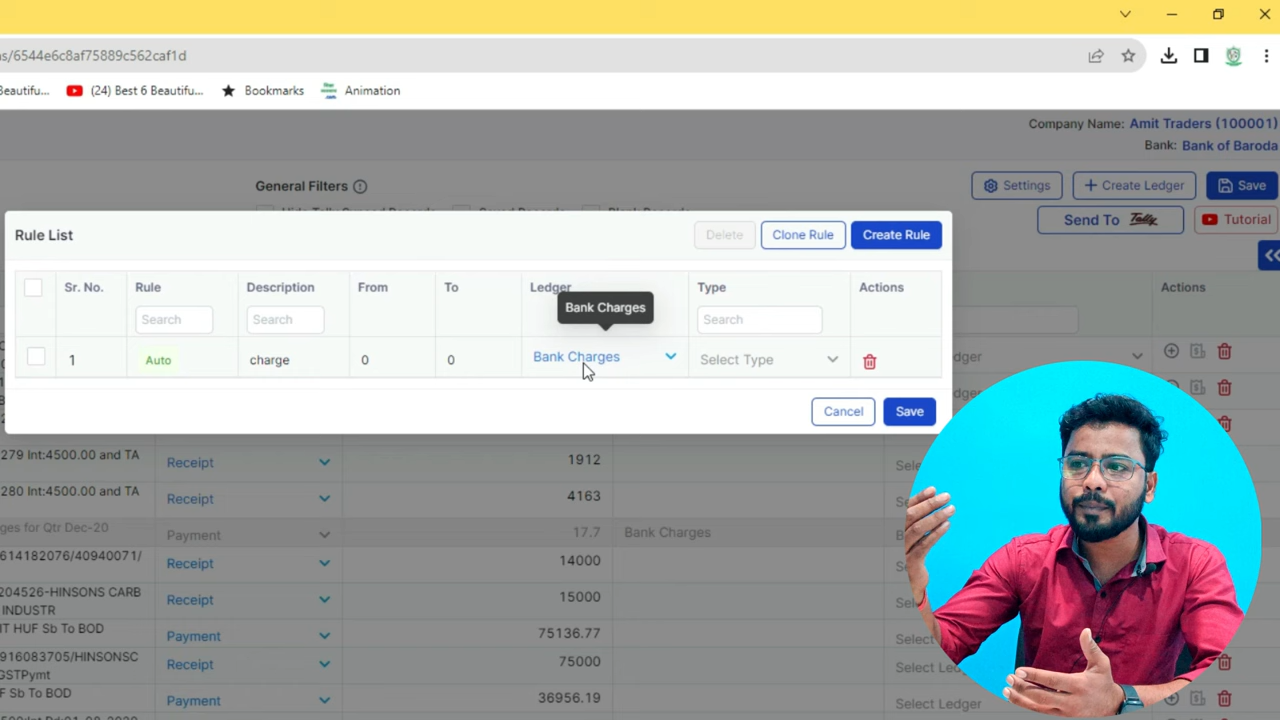 ns/6544e6c8af75889c562caf1d
Beautifu... (24) Best 6 Beautifu... Bookmarks Animation
Company Name: Amit Traders (100001)
Bank: Bank of Baroda
General Filters
Settings + Create Ledger Save
Send To Tally Tutorial
Rule List Delete Clone Rule Create Rule
Sr. No. Rule Description From To Ledger Type Actions
Bank Charges
Search Search Search
1 Auto charge 0 0 Bank Charges Select Type
Cancel Save
Actions
279 Int:4500.00 and TA Receipt 1912
280 Int:4500.00 and TA Receipt 4163
ges for Qtr Dec-20 Payment 17.7 Bank Charges
614182076/40940071/ Receipt 14000
204526-HINSONS CARB
INDUSTR Receipt 15000
IT HUF Sb To BOD Payment 75136.77 Select
916083705/HINSONSC
GSTPymt Receipt 75000
F Sb To BOD Payment 36956.19 Select Ledger